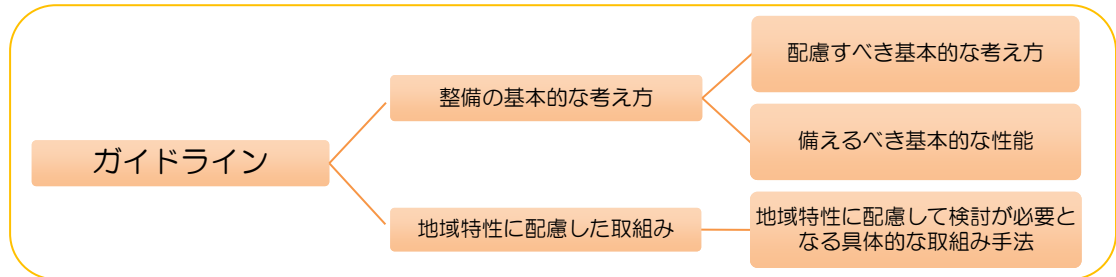 ガイドライン
整備の基本的な考え方
配慮すべき基本的な考え方
備えるべき基本的な性能
地域特性に配慮した取組み
地域特性に配慮して検討が必要と
なる具体的な取組み手法